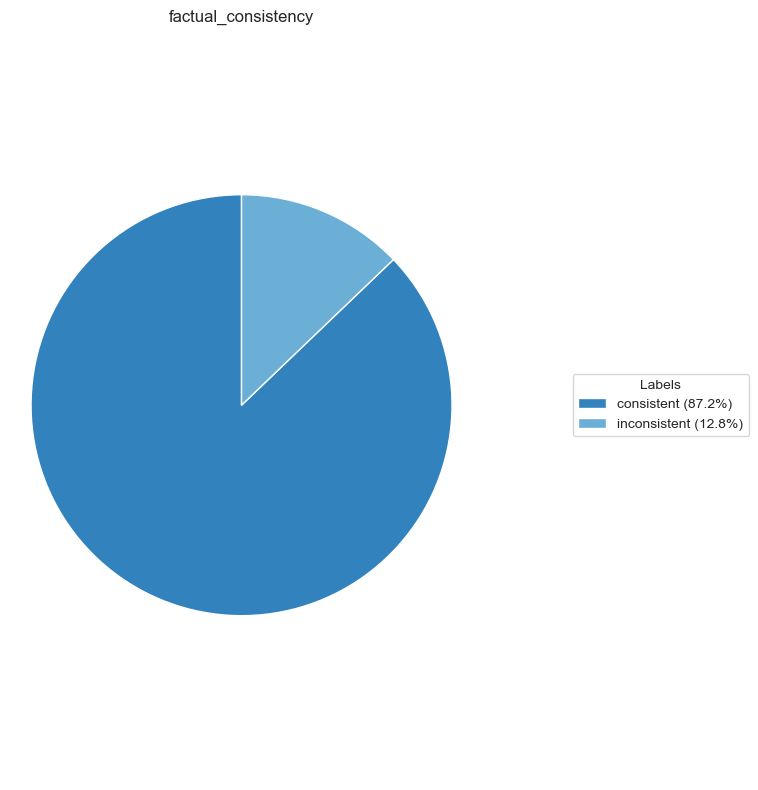 factual_consistency
Labels
consistent (87.2%)
inconsistent (12.8%)